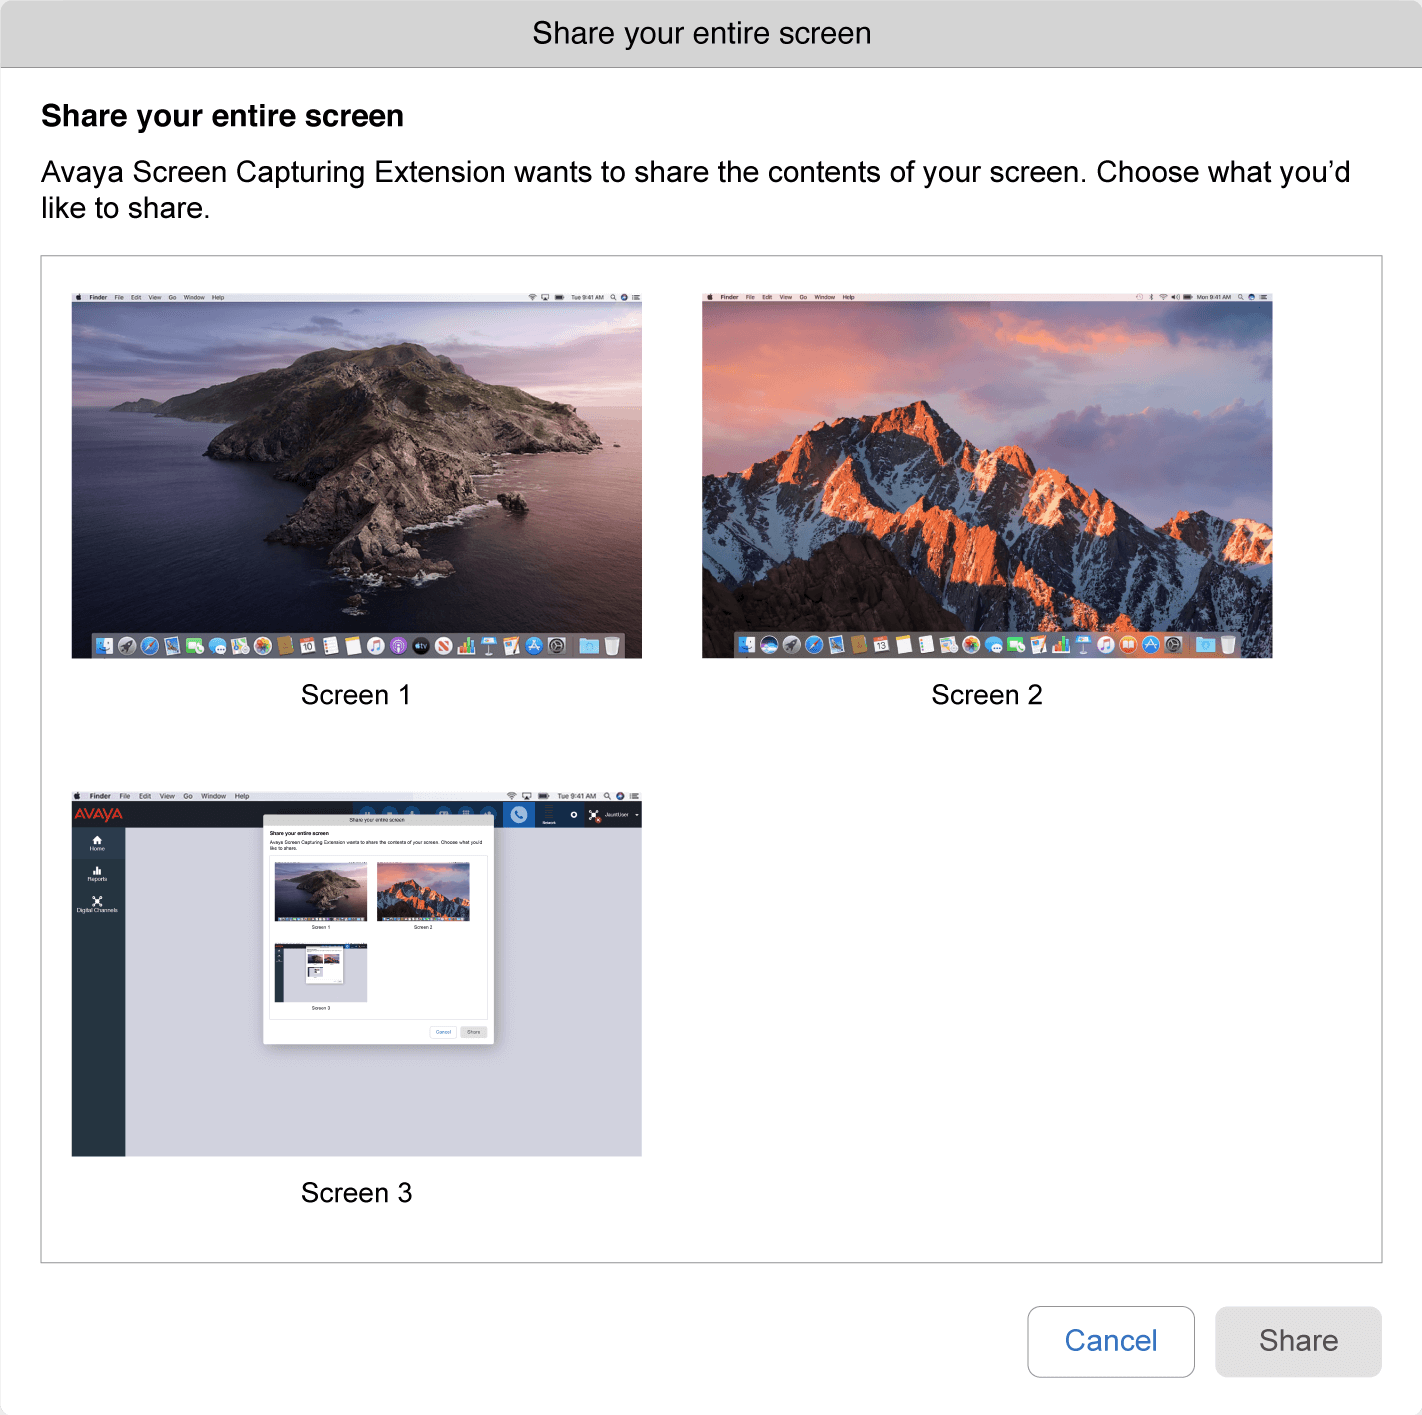 Share your entire screen
Share your entire screen
Avaya Screen Capturing Extension wants to share the contents of your screen. Choose what you’d
like to share.
Finder File Edit View Go Window Help Tue 9:41 AM
Finder File Edit View Go Window Help Mon 9:41 AM
10
tv
13
Screen 1
Screen 2
Finder File Edit View Go Window Help Tue 9:41 AM
AVAYA
Network
JauntUser
Home
Reports
Digital Channels
Share your entire screen
Share your entire screen
Avaya Screen Capturing Extension wants to share the contents of your screen. Choose what you'd
like to share.
Screen 1
Screen 2
Screen 3
Cancel
Share
Screen 3
Cancel
Share